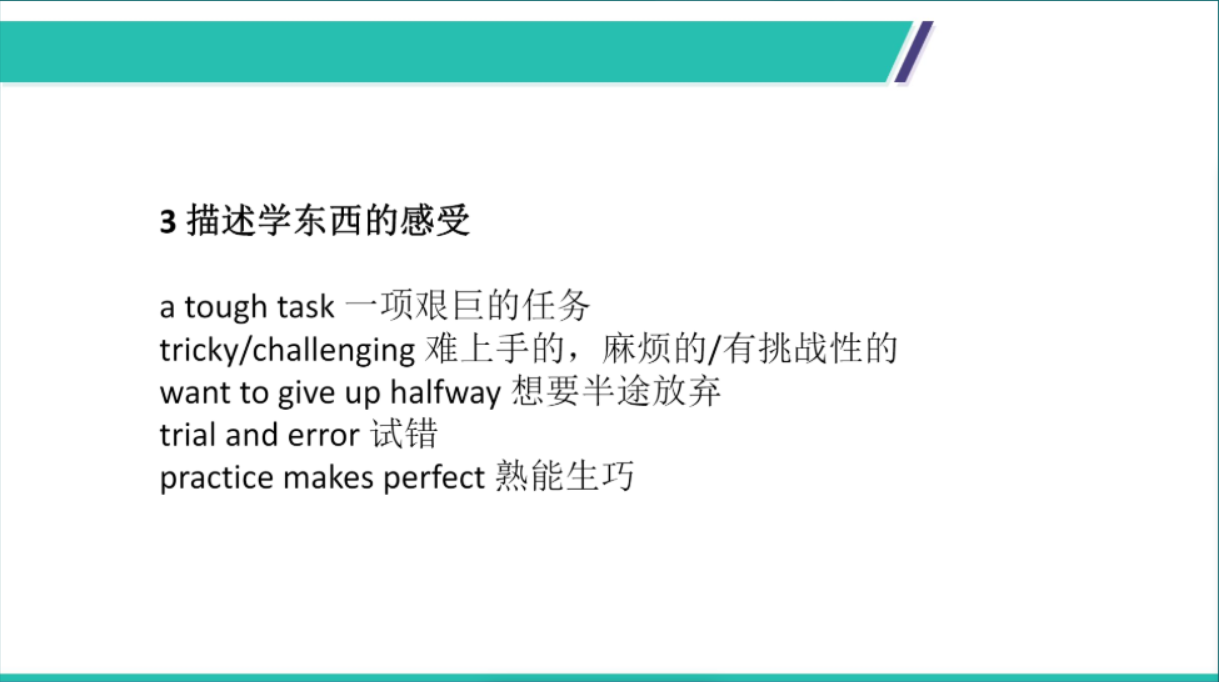 3 描述学东西的感受
a tough task 一项艰巨的任务
tricky/challenging 难上手的，麻烦的/有挑战性的
want to give up halfway 想要半途放弃
trial and error 试错
practice makes perfect 熟能生巧